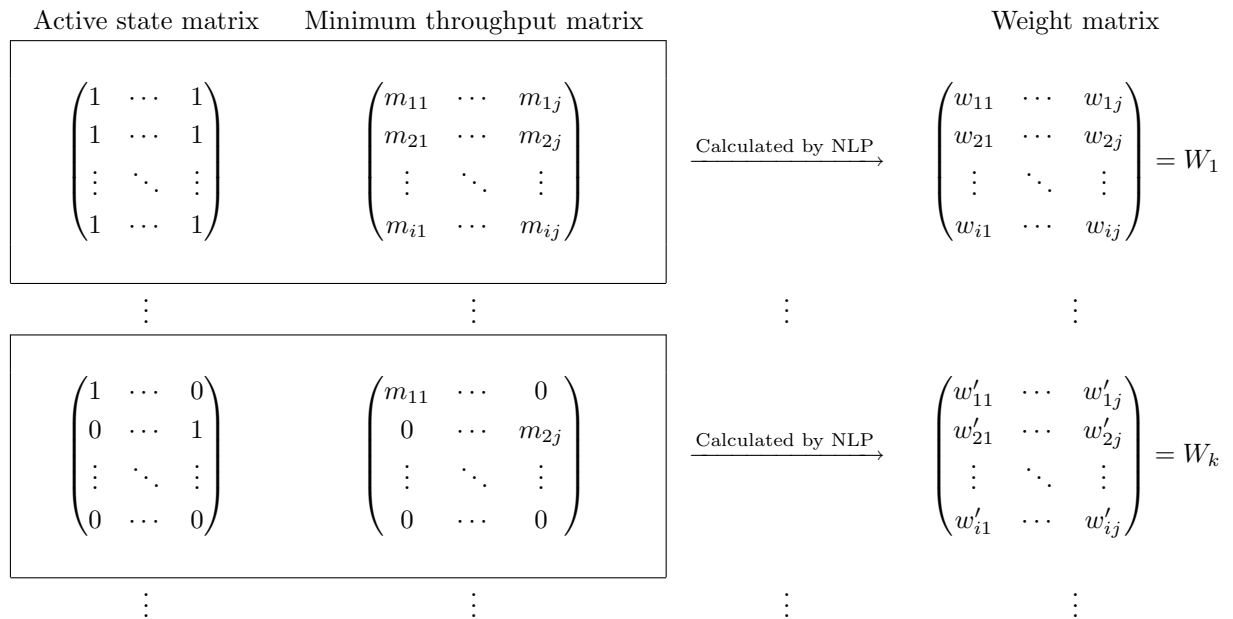 Active state matrix Minimum throughput matrix Weight matrix
1 ⋯ 1 m₁₁ ⋯ m₁ⱼ w₁₁ ⋯ w₁ⱼ
1 ⋯ 1 m₂₁ ⋯ m₂ⱼ Calculated by NLP w₂₁ ⋯ w₂ⱼ = W₁
⋮ ⋱ ⋮ ⋮ ⋱ ⋮ ⋮ ⋱ ⋮
1 ⋯ 1 mᵢ₁ ⋯ mᵢⱼ wᵢ₁ ⋯ wᵢⱼ
⋮ ⋮ ⋮ ⋮
1 ⋯ 0 m₁₁ ⋯ 0 w′₁₁ ⋯ w′₁ⱼ
0 ⋯ 1 0 ⋯ m₂ⱼ Calculated by NLP w′₂₁ ⋯ w′₂ⱼ = Wₖ
⋮ ⋱ ⋮ ⋮ ⋱ ⋮ ⋮ ⋱ ⋮
0 ⋯ 0 0 ⋯ 0 w′ᵢ₁ ⋯ w′ᵢⱼ
⋮ ⋮ ⋮ ⋮